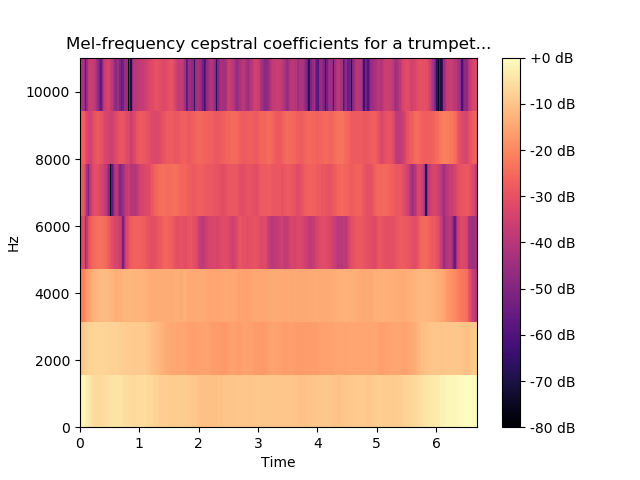 Mel-frequency cepstral coefficients for a trumpet...
10000
8000
6000
4000
2000
0
Hz
0 1 2 3 4 5 6
Time
+0 dB
-10 dB
-20 dB
-30 dB
-40 dB
-50 dB
-60 dB
-70 dB
-80 dB